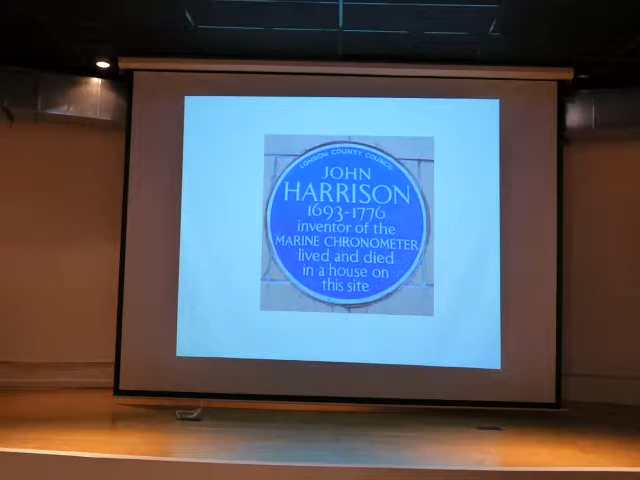 LONDON COUNTY COUNCIL
JOHN
HARRISON
1693-1776
inventor of the
MARINE CHRONOMETER
lived and died
in a house on
this site